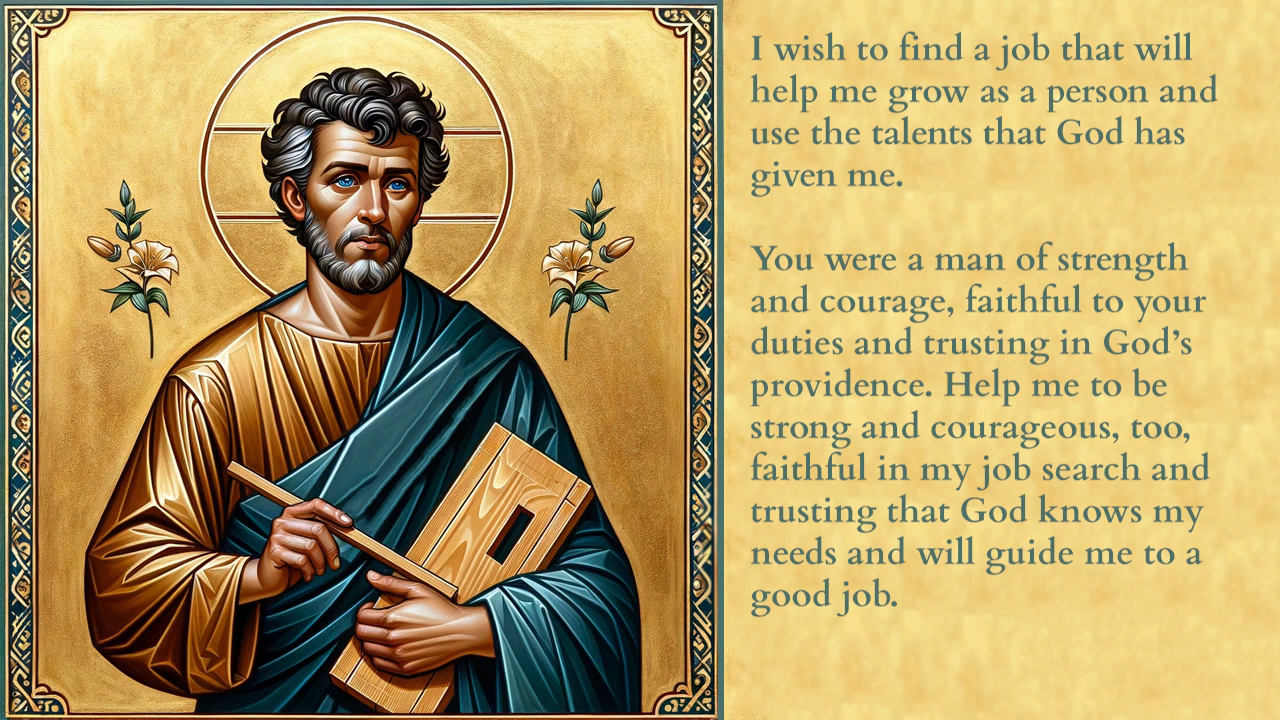 I wish to find a job that will
help me grow as a person and
use the talents that God has
given me.
You were a man of strength
and courage, faithful to your
duties and trusting in God’s
providence. Help me to be
strong and courageous, too,
faithful in my job search and
trusting that God knows my
needs and will guide me to a
good job.